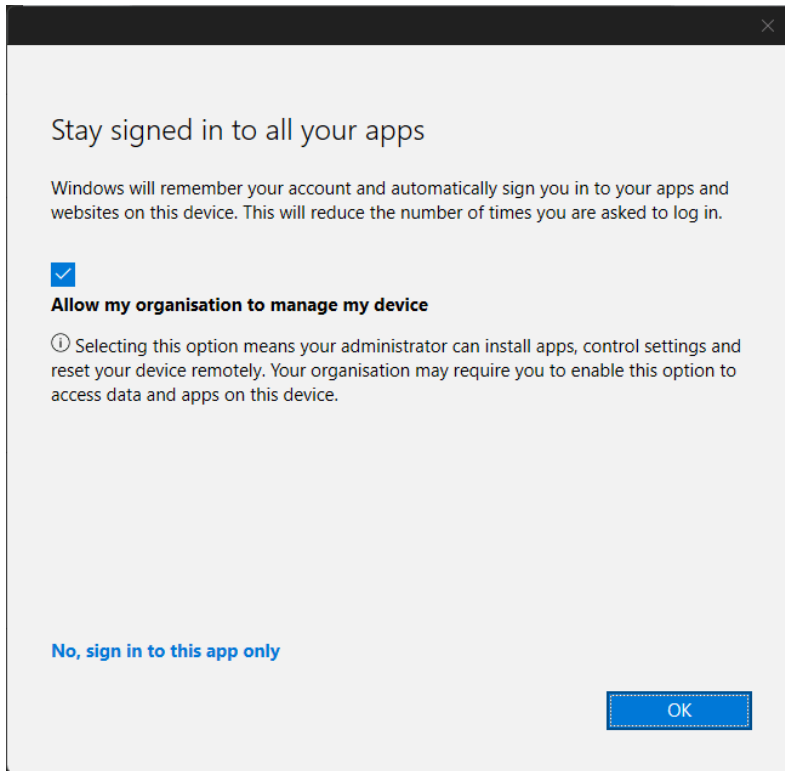 Stay signed in to all your apps
Windows will remember your account and automatically sign you in to your apps and
websites on this device. This will reduce the number of times you are asked to log in.
Allow my organisation to manage my device
Selecting this option means your administrator can install apps, control settings and
reset your device remotely. Your organisation may require you to enable this option to
access data and apps on this device.
No, sign in to this app only
OK